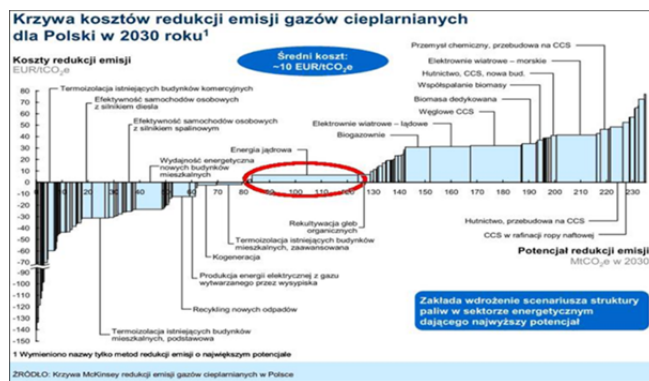 Krzywa kosztów redukcji emisji gazów cieplarnianych
dla Polski w 2030 roku¹
Koszty redukcji emisji
EUR/tCO₂e
Średni koszt:
~10 EUR/tCO₂e
Przemysł chemiczny, przebudowa na CCS
Elektrownie wiatrowe – morskie
Hutnictwo, CCS, nowa bud.
Współspalanie biomasy
Biomasa dedykowana
Węglowe CCS
Elektrownie wiatrowe – lądowe
Biogazownie
Termoizolacja istniejących budynków komercyjnych
Efektywność samochodów osobowych
z silnikiem diesla
Efektywność samochodów osobowych
z silnikiem spalinowym
Energia jądrowa
Wydajność energetyczna
nowych budynków
mieszkalnych
80
70
60
50
40
30
20
10
0
-10
-20
-30
-40
-50
-60
-70
-80
-90
-100
-110
-120
-130
-140
-150
0 10 20 30 40 50 60 70 80 90 100 110 120 130 140 150 160 170 180 190 200 210 220 230
Rekultywacja gleb
organicznych
Termoizolacja istniejących budynków
mieszkalnych, zaawansowana
Kogeneracja
Produkcja energii elektrycznej z gazu
wytwarzanego przez wysypiska
Recykling nowych odpadów
Termoizolacja istniejących budynków
mieszkalnych, podstawowa
Hutnictwo, przebudowa na CCS
CCS w rafinacji ropy naftowej
Potencjał redukcji emisji
MtCO₂e w 2030
Zakłada wdrożenie scenariusza struktury
paliw w sektorze energetycznym
dającego najwyższy potencjał
1 Wymieniono nazwy tylko metod redukcji emisji o największym potencjale
ŹRÓDŁO: Krzywa McKinsey redukcji emisji gazów cieplarnianych w Polsce